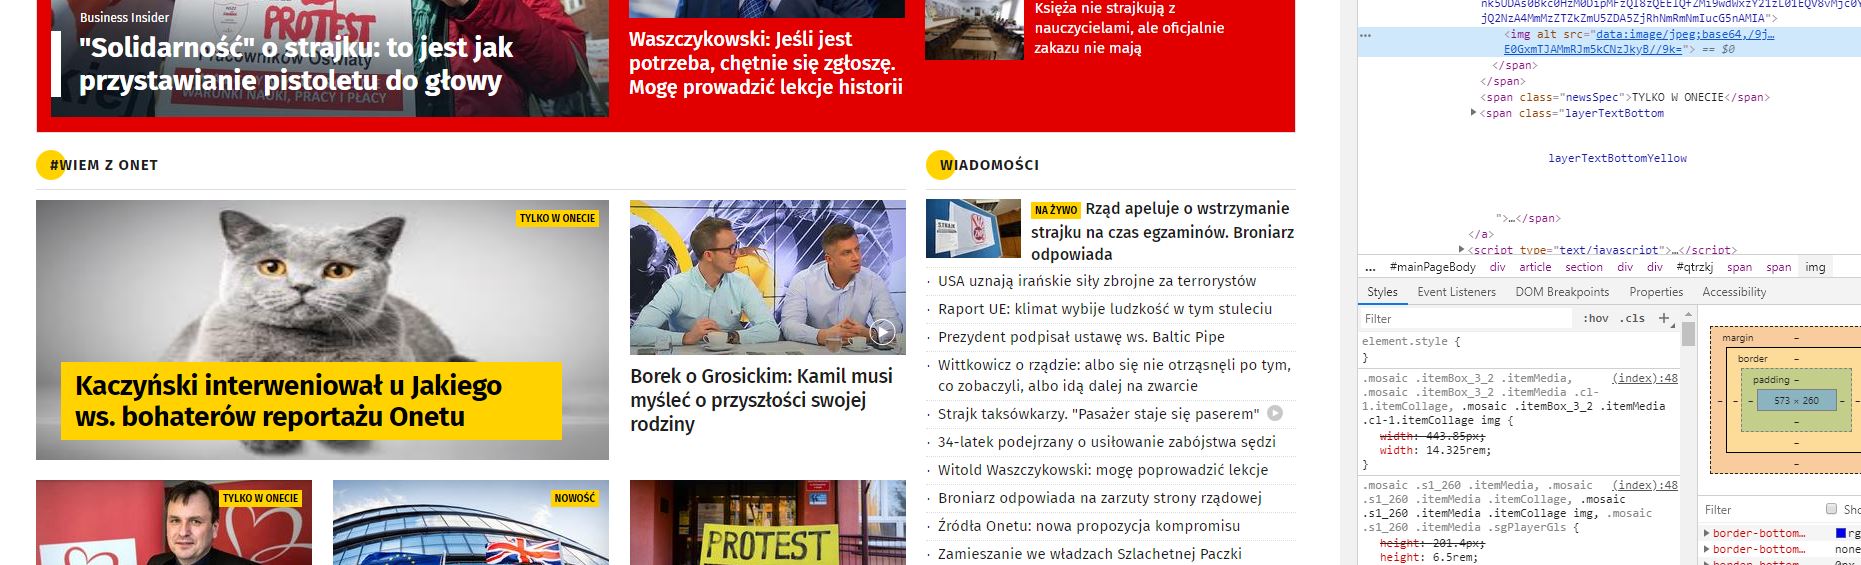 Business Insider
"Solidarność" o strajku: to jest jak
przystawianie pistoletu do głowy
PROTEST
Pracowników Oświaty
WARUNKI NAUKI, PRACY I PŁACY
Waszczykowski: Jeśli jest
potrzeba, chętnie się zgłoszę.
Mogę prowadzić lekcje historii
Księża nie strajkują z
nauczycielami, ale oficjalnie
zakazu nie mają
#WIEM Z ONET
TYLKO W ONECIE
Kaczyński interweniował u Jakiego
ws. bohaterów reportażu Onetu
Borek o Grosickim: Kamil musi
myśleć o przyszłości swojej
rodziny
TYLKO W ONECIE
NOWOŚĆ
PROTEST
WIADOMOŚCI
STRAJK
NA ŻYWO Rząd apeluje o wstrzymanie
strajku na czas egzaminów. Broniarz
odpowiada
· USA uznają irańskie siły zbrojne za terrorystów
· Raport UE: klimat wybije ludzkość w tym stuleciu
· Prezydent podpisał ustawę ws. Baltic Pipe
· Wittkowicz o rządzie: albo się nie otrząsnęli po tym,
co zobaczyli, albo idą dalej na zwarcie
· Strajk taksówkarzy. "Pasażer staje się paserem"
· 34-latek podejrzany o usiłowanie zabójstwa sędzi
· Witold Waszczykowski: mogę poprowadzić lekcje
· Broniarz odpowiada na zarzuty strony rządowej
· Źródła Onetu: nowa propozycja kompromisu
· Zamieszanie we władzach Szlachetnej Paczki
jQ2NzA4MmMzZTZkZmU5ZDA5ZjRhNmRmNmIucG5nAMIA">
… <img alt src="data:image/jpeg;base64,/9j…
E0GxmTJAMmRJm5kCNzJkyB//9k="> == $0
</span>
</span>
<span class="newsSpec">TYLKO W ONECIE</span>
<span class="layerTextBottom
layerTextBottomYellow
">…</span>
</a>
<script type="text/javascript">…</script>
... #mainPageBody div article section div div #qtrzkj span span img
Styles Event Listeners DOM Breakpoints Properties Accessibility
Filter :hov .cls +
element.style {
}
.mosaic .itemBox_3_2 .itemMedia, (index):48
.mosaic .itemBox_3_2 .itemMedia .cl-
1.itemCollage, .mosaic .itemBox_3_2 .itemMedia
.cl-1.itemCollage img {
width: 443.85px;
width: 14.325rem;
}
.mosaic .s1_260 .itemMedia, .mosaic (index):48
.s1_260 .itemMedia .itemCollage, .mosaic
.s1_260 .itemMedia .itemCollage img, .mosaic
.s1_260 .itemMedia .sgPlayerGls {
height: 201.4px;
height: 6.5rem;
margin –
border –
padding –
– – – 573 × 260 –
–
–
–
Filter Sho
border-bottom… rg
border-bottom… none